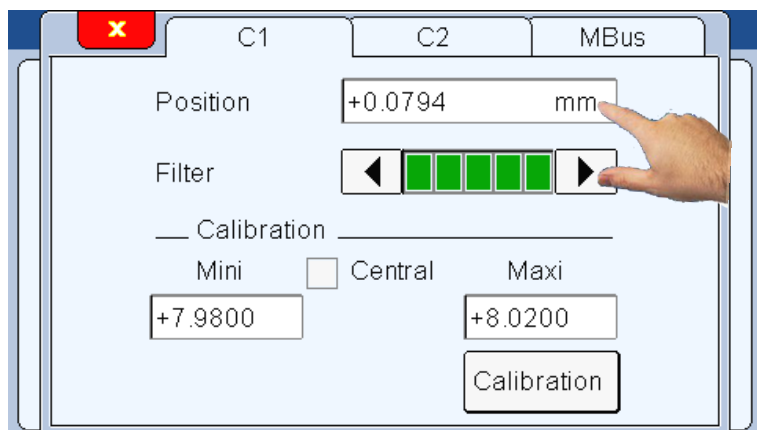 x C1 C2 MBus
Position +0.0794 mm
Filter
Calibration
Mini Central Maxi
+7.9800 +8.0200
Calibration